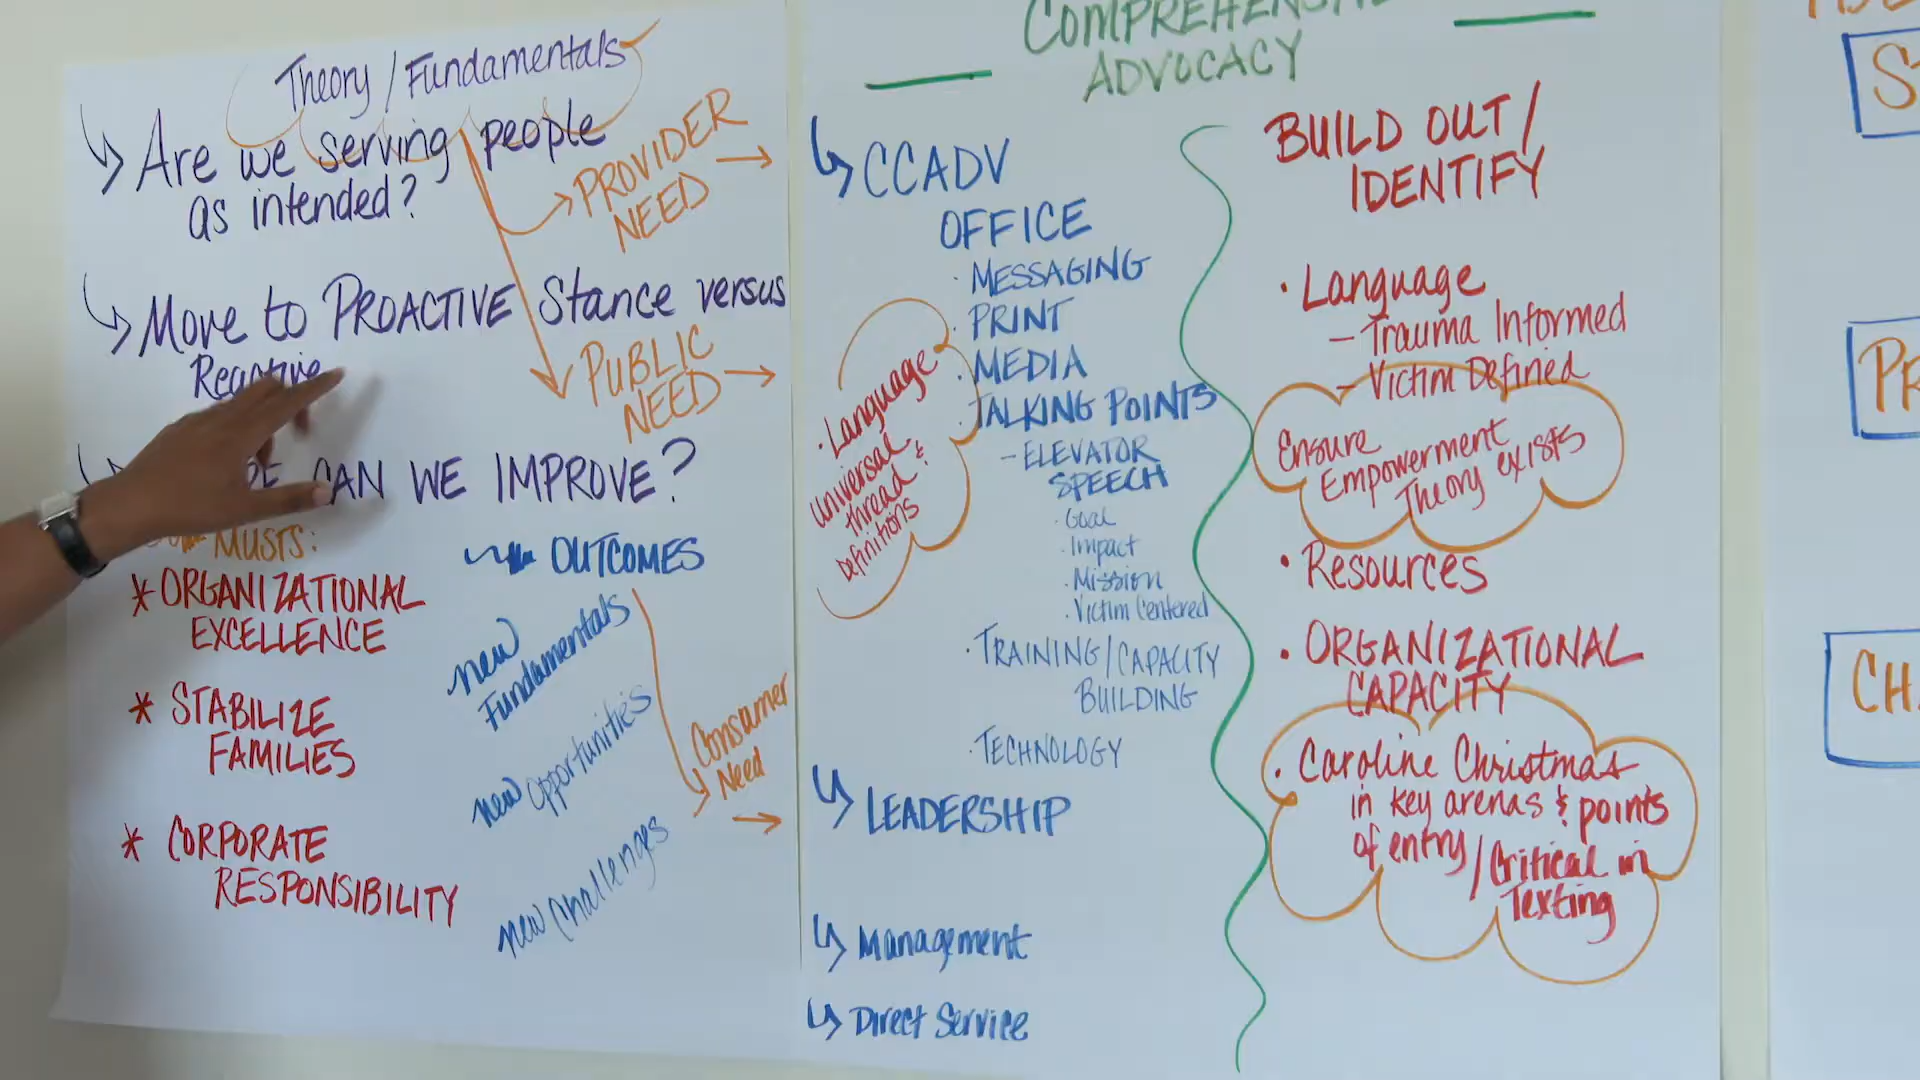 Theory / Fundamentals
Are we serving people
as intended?
PROVIDER
NEED
Move to PROACTIVE Stance versus
Reactive
PUBLIC
NEED
CAN WE IMPROVE?
MUSTS:
* ORGANIZATIONAL
EXCELLENCE
* STABILIZE
FAMILIES
* CORPORATE
RESPONSIBILITY
OUTCOMES
new
Fundamentals
new opportunities
new challenges
Consumer
Need
COMPREHENSI
ADVOCACY
CCADV
OFFICE
· MESSAGING
· PRINT
· MEDIA
· TALKING POINTS
- ELEVATOR
SPEECH
· Goal
· Impact
· Mission
· Victim Centered
· TRAINING/CAPACITY
BUILDING
· TECHNOLOGY
· Language
Universal
thread &
definitions
LEADERSHIP
Management
Direct Service
BUILD OUT /
IDENTIFY
· Language
- Trauma Informed
- Victim Defined
Ensure
Empowerment
Theory exists
· Resources
· ORGANIZATIONAL
CAPACITY
· Caroline Christmas
in key arenas & points
of entry / Critical in
Texting
S
PR
CH